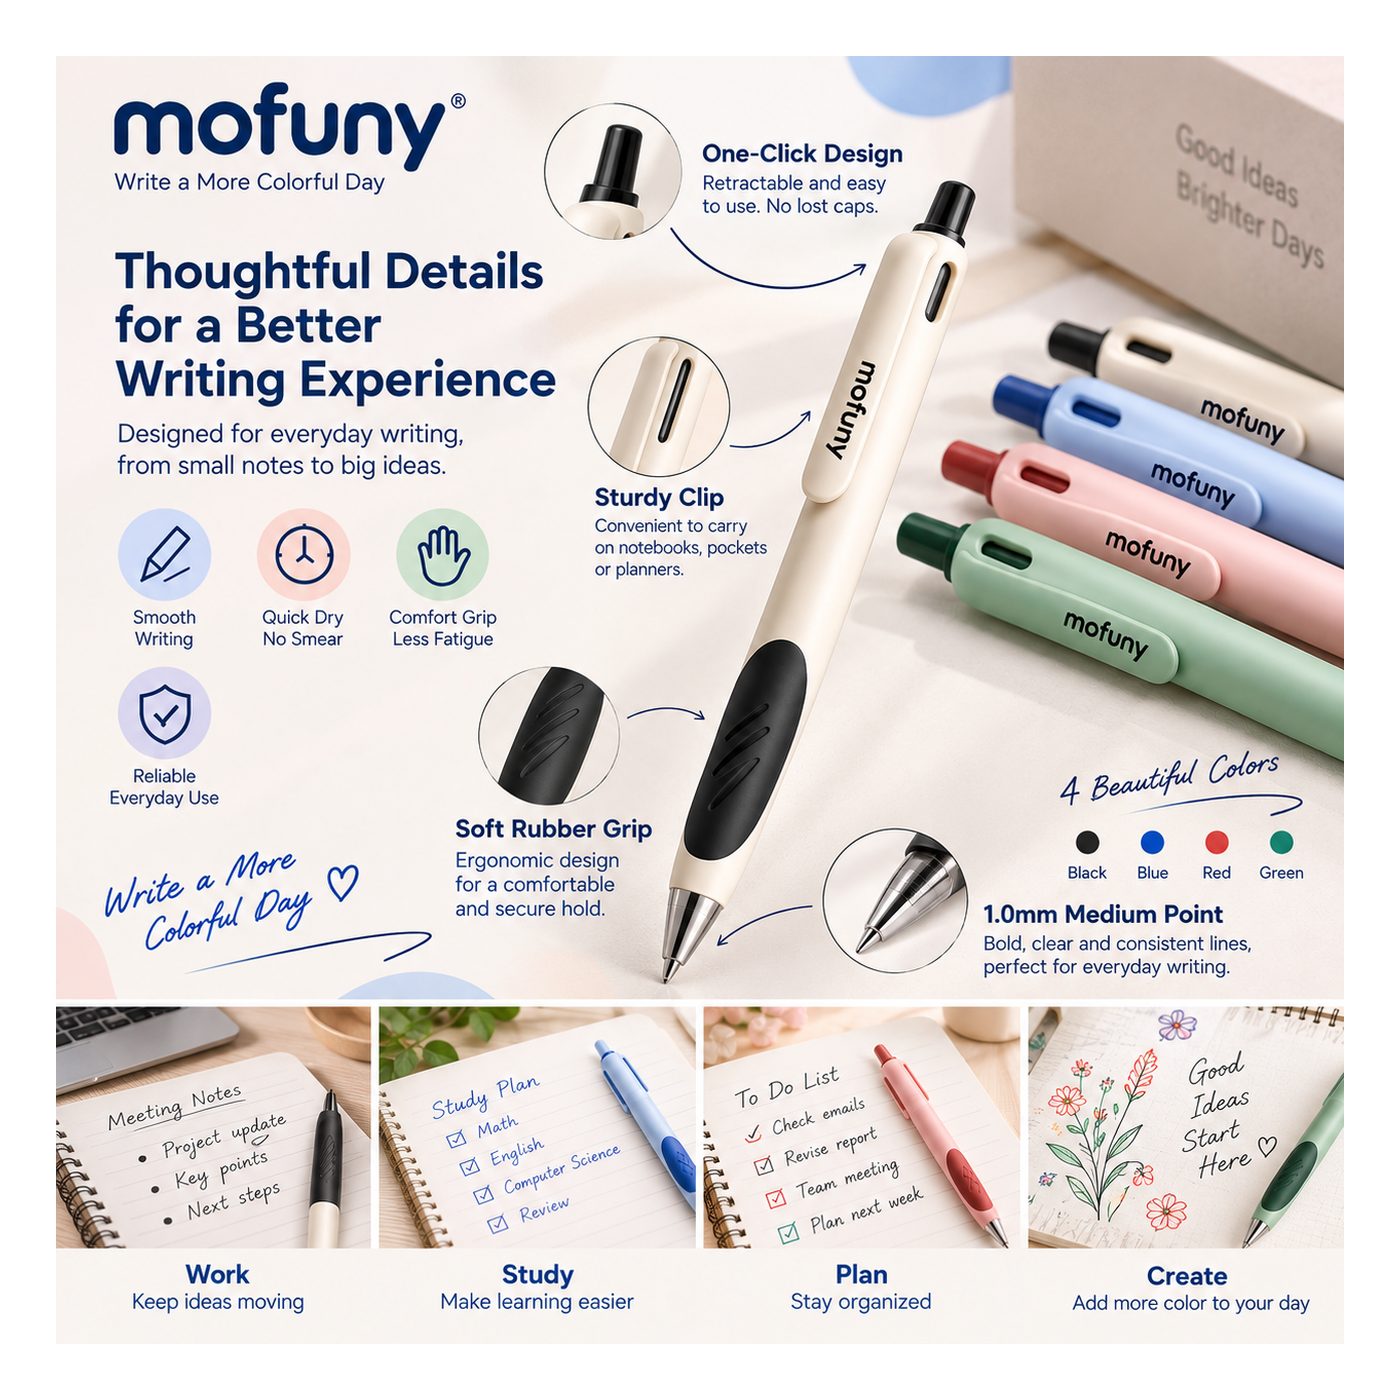 mofuny®
Write a More Colorful Day
Thoughtful Details
for a Better
Writing Experience
Designed for everyday writing,
from small notes to big ideas.
Smooth
Writing
Quick Dry
No Smear
Comfort Grip
Less Fatigue
Reliable
Everyday Use
Write a More
Colorful Day
One-Click Design
Retractable and easy
to use. No lost caps.
Sturdy Clip
Convenient to carry
on notebooks, pockets
or planners.
Soft Rubber Grip
Ergonomic design
for a comfortable
and secure hold.
mofuny
Good Ideas
Brighter Days
mofuny
mofuny
mofuny
mofuny
4 Beautiful Colors
Black
Blue
Red
Green
1.0mm Medium Point
Bold, clear and consistent lines,
perfect for everyday writing.
Meeting Notes
• Project update
• Key points
• Next steps
Work
Keep ideas moving
Study Plan
Math
English
Computer Science
Review
Study
Make learning easier
To Do List
Check emails
Revise report
Team meeting
Plan next week
Plan
Stay organized
Good
Ideas
Start
Here
Create
Add more color to your day